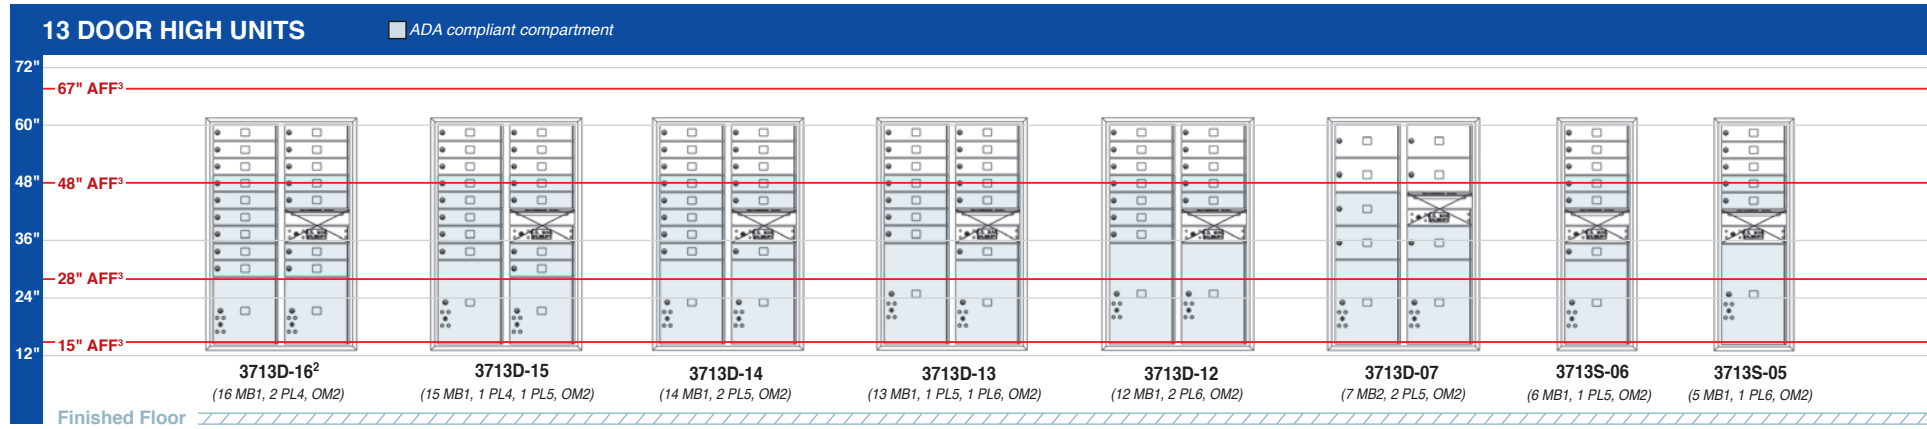 13 DOOR HIGH UNITS
ADA compliant compartment
72"
67" AFF³
60"
48"
48" AFF³
36"
28" AFF³
24"
15" AFF³
12"
3713D-16²
(16 MB1, 2 PL4, OM2)
3713D-15
(15 MB1, 1 PL4, 1 PL5, OM2)
3713D-14
(14 MB1, 2 PL5, OM2)
3713D-13
(13 MB1, 1 PL5, 1 PL6, OM2)
3713D-12
(12 MB1, 2 PL6, OM2)
3713D-07
(7 MB2, 2 PL5, OM2)
3713S-06
(6 MB1, 1 PL5, OM2)
3713S-05
(5 MB1, 1 PL6, OM2)
Finished Floor